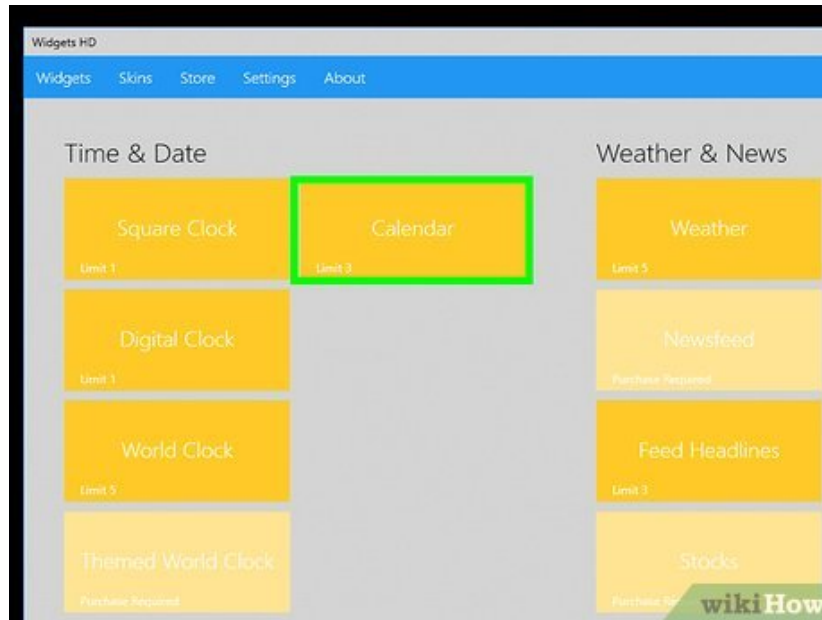 Widgets HD
Widgets Skins Store Settings About
Time & Date
Weather & News
Square Clock
Limit 1
Calendar
Limit 3
Weather
Limit 5
Digital Clock
Limit 1
Newsfeed
Purchase Required
World Clock
Limit 5
Feed Headlines
Limit 3
Themed World Clock
Purchase Required
Stocks
Purchase
wikiHow